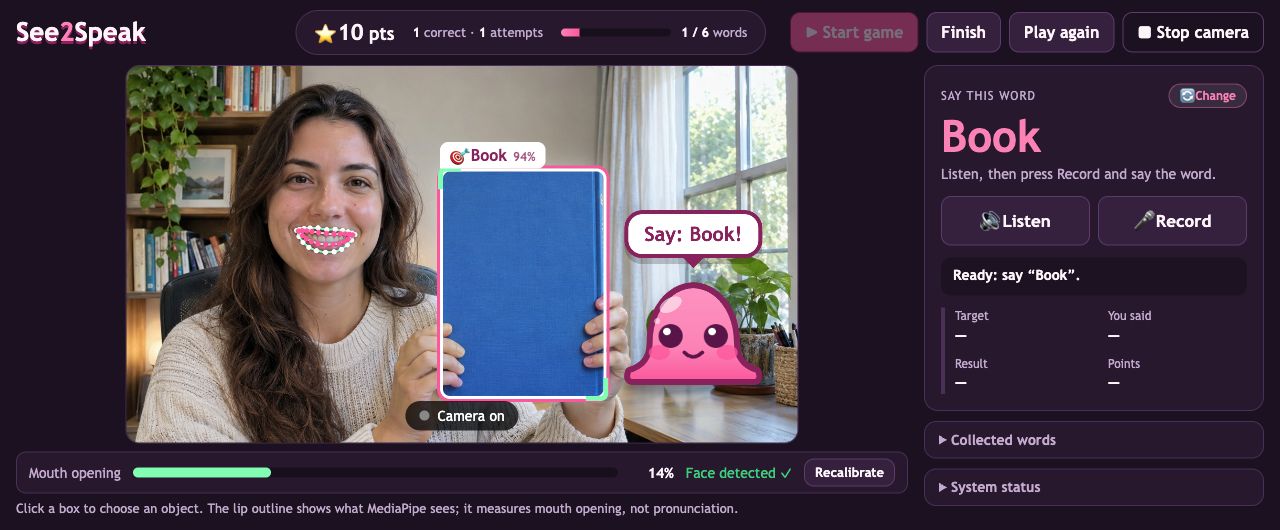 See2Speak
⭐10 pts 1 correct · 1 attempts 1 / 6 words
▶ Start game
Finish
Play again
Stop camera
🎯Book 94%
Say: Book!
Camera on
Mouth opening 14% Face detected ✓ Recalibrate
Click a box to choose an object. The lip outline shows what MediaPipe sees; it measures mouth opening, not pronunciation.
SAY THIS WORD
🔄Change
Book
Listen, then press Record and say the word.
🔊Listen
🎤Record
Ready: say “Book”.
Target You said
— —
Result Points
— —
▶ Collected words
▶ System status